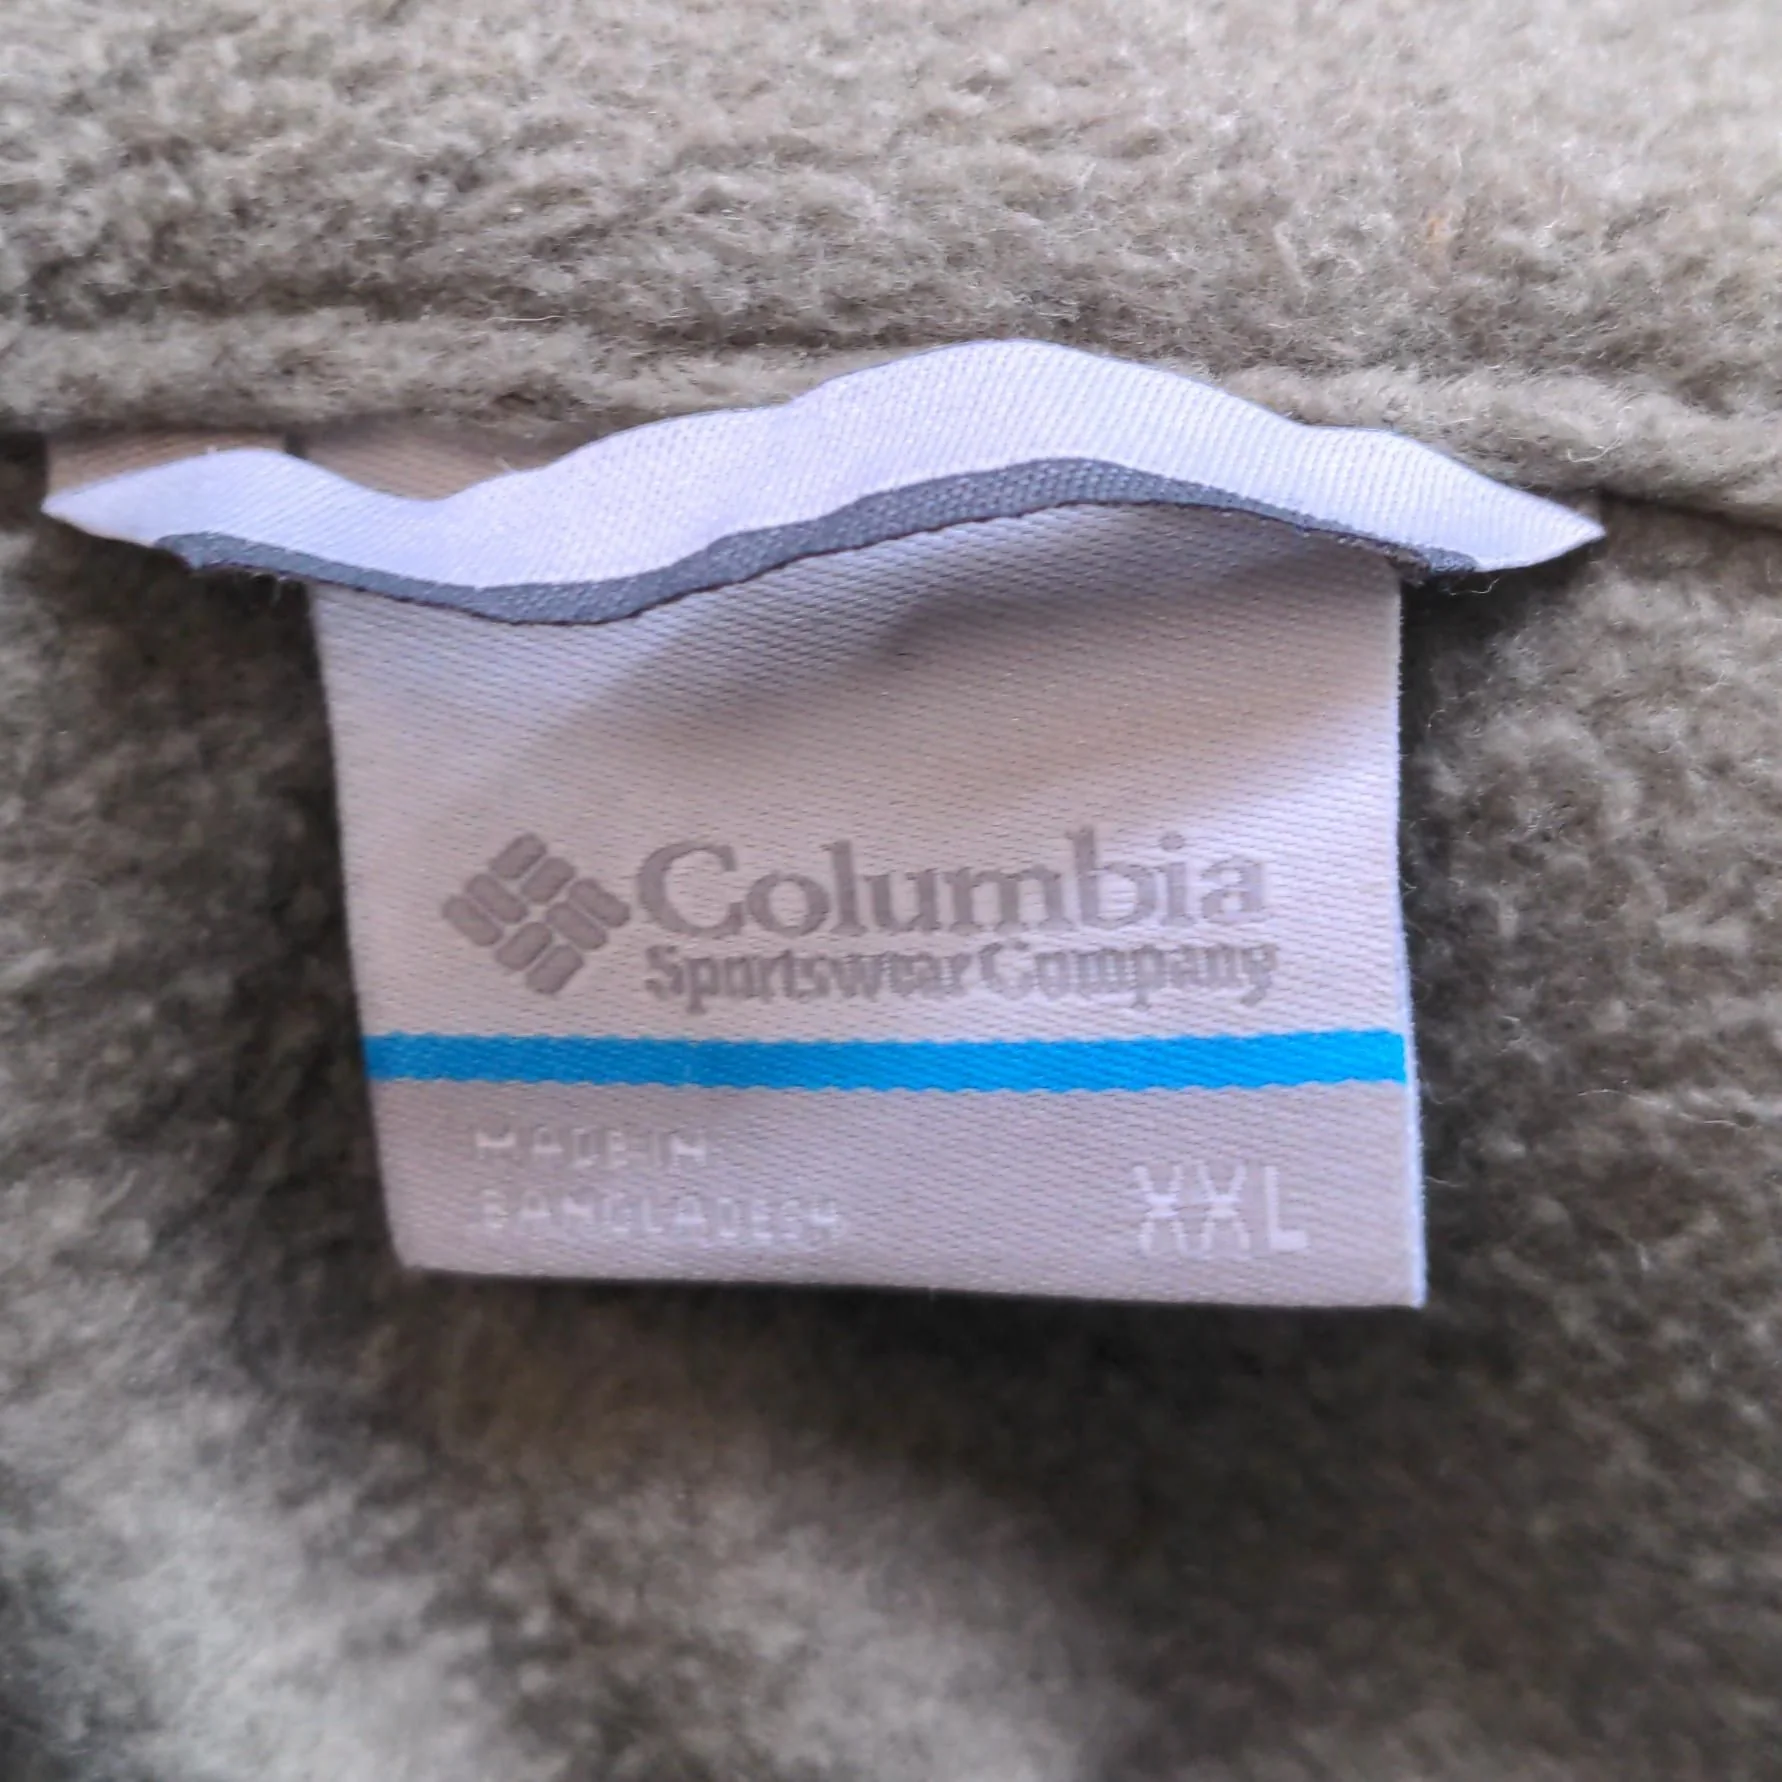 Columbia
Sportswear Company
MADE IN
BANGLADESH
XXL